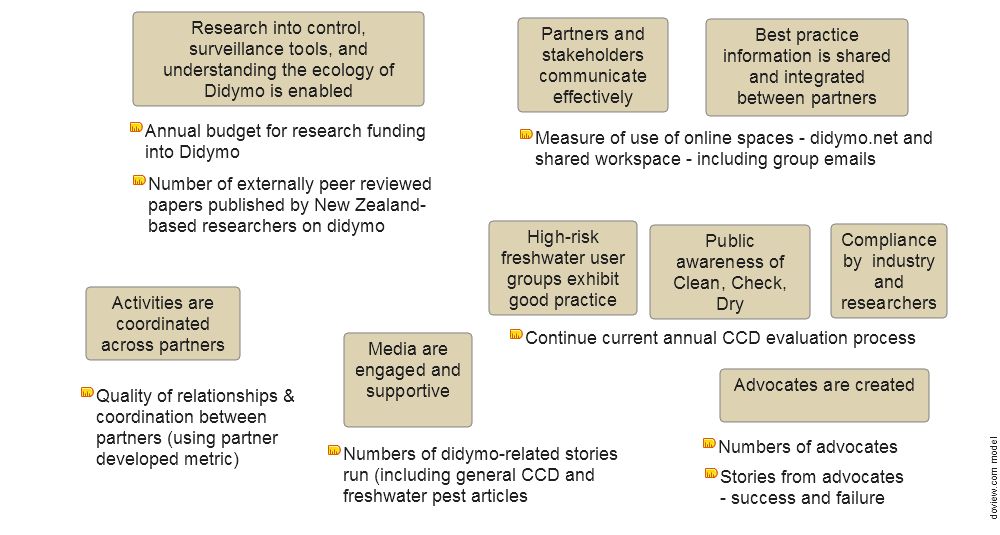 Research into control,
surveillance tools, and
understanding the ecology of
Didymo is enabled
Annual budget for research funding
into Didymo
Number of externally peer reviewed
papers published by New Zealand-
based researchers on didymo
Partners and
stakeholders
communicate
effectively
Best practice
information is shared
and integrated
between partners
Measure of use of online spaces - didymo.net and
shared workspace - including group emails
High-risk
freshwater user
groups exhibit
good practice
Public
awareness of
Clean, Check,
Dry
Compliance
by industry
and
researchers
Continue current annual CCD evaluation process
Activities are
coordinated
across partners
Quality of relationships &
coordination between
partners (using partner
developed metric)
Media are
engaged and
supportive
Numbers of didymo-related stories
run (including general CCD and
freshwater pest articles
Advocates are created
Numbers of advocates
Stories from advocates
- success and failure
doview.com model